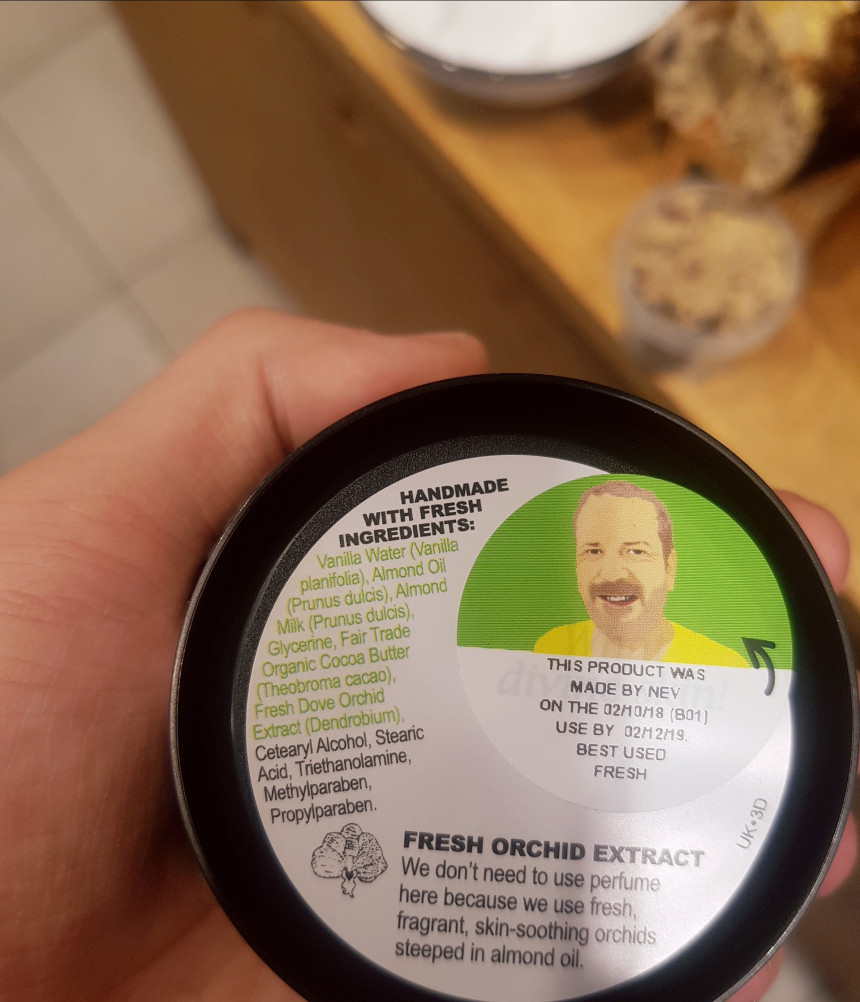 HANDMADE
WITH FRESH
INGREDIENTS:
Vanilla Water (Vanilla
planifolia), Almond Oil
(Prunus dulcis), Almond
Milk (Prunus dulcis),
Glycerine, Fair Trade
Organic Cocoa Butter
(Theobroma cacao),
Fresh Dove Orchid
Extract (Dendrobium),
Cetearyl Alcohol, Stearic
Acid, Triethanolamine,
Methylparaben,
Propylparaben.
THIS PRODUCT WAS
MADE BY NEV
ON THE 02/10/18 (B01)
USE BY 02/12/19.
BEST USED
FRESH
UK•3D
FRESH ORCHID EXTRACT
We don't need to use perfume
here because we use fresh,
fragrant, skin-soothing orchids
steeped in almond oil.